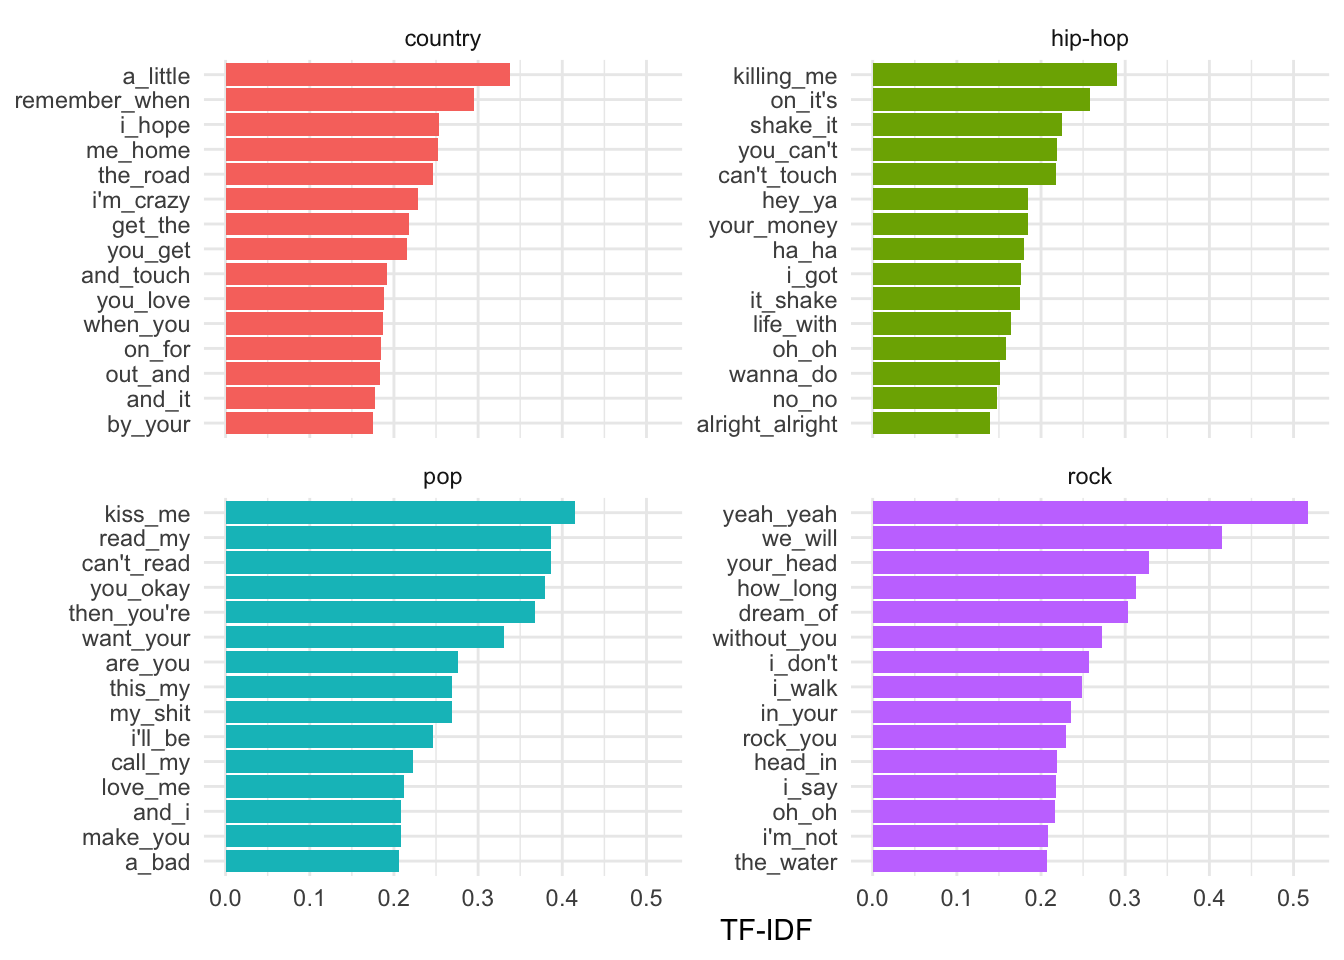 country
a_little
remember_when
i_hope
me_home
the_road
i'm_crazy
get_the
you_get
and_touch
you_love
when_you
on_for
out_and
and_it
by_your
hip-hop
killing_me
on_it's
shake_it
you_can't
can't_touch
hey_ya
your_money
ha_ha
i_got
it_shake
life_with
oh_oh
wanna_do
no_no
alright_alright
pop
kiss_me
read_my
can't_read
you_okay
then_you're
want_your
are_you
this_my
my_shit
i'll_be
call_my
love_me
and_i
make_you
a_bad
0.0 0.1 0.2 0.3 0.4 0.5
rock
yeah_yeah
we_will
your_head
how_long
dream_of
without_you
i_don't
i_walk
in_your
rock_you
head_in
i_say
oh_oh
i'm_not
the_water
0.0 0.1 0.2 0.3 0.4 0.5
TF-IDF